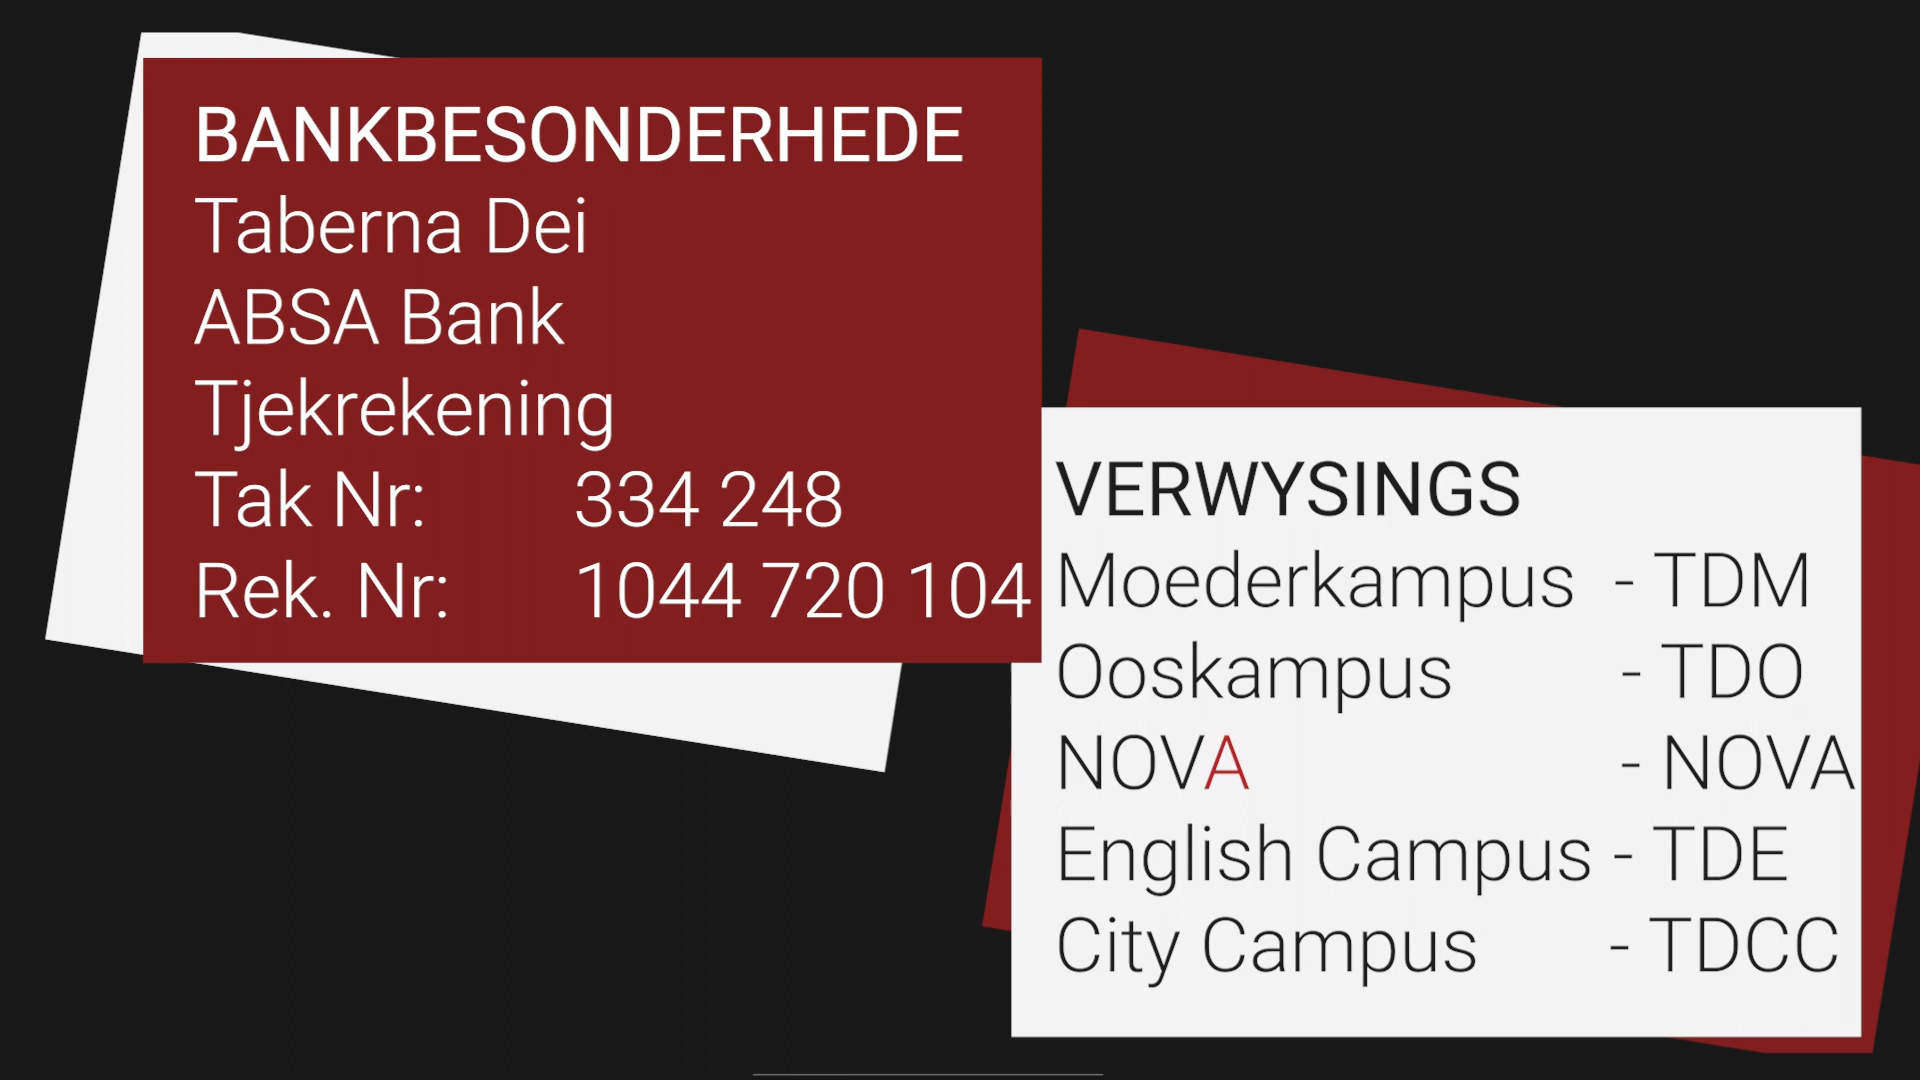 BANKBESONDERHEDE
Taberna Dei
ABSA Bank
Tjekrekening
Tak Nr: 334 248
Rek. Nr: 1044 720 104
VERWYSINGS
Moederkampus - TDM
Ooskampus - TDO
NOVA - NOVA
English Campus - TDE
City Campus - TDCC